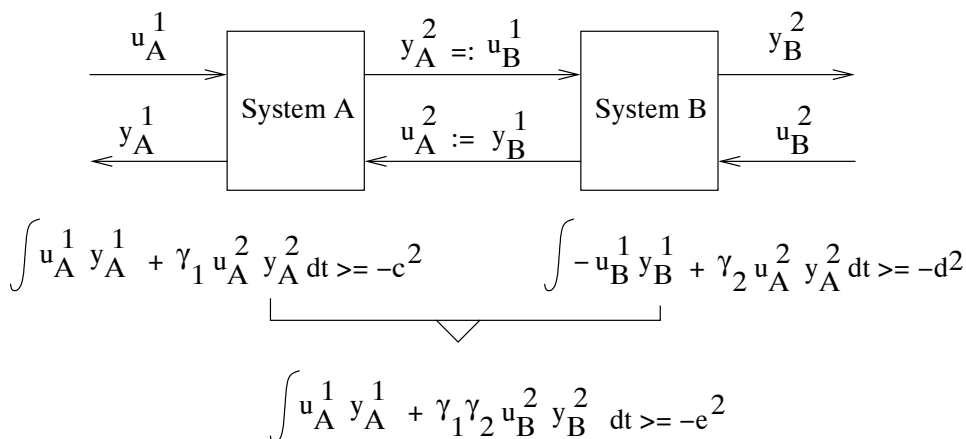 u_A^1
y_A^2 =: u_B^1
y_B^2
System A
System B
y_A^1
u_A^2 := y_B^1
u_B^2
∫ u_A^1 y_A^1 + γ_1 u_A^2 y_A^2 dt >= -c^2
∫ - u_B^1 y_B^1 + γ_2 u_A^2 y_A^2 dt >= -d^2
∫ u_A^1 y_A^1 + γ_1 γ_2 u_B^2 y_B^2 dt >= -e^2